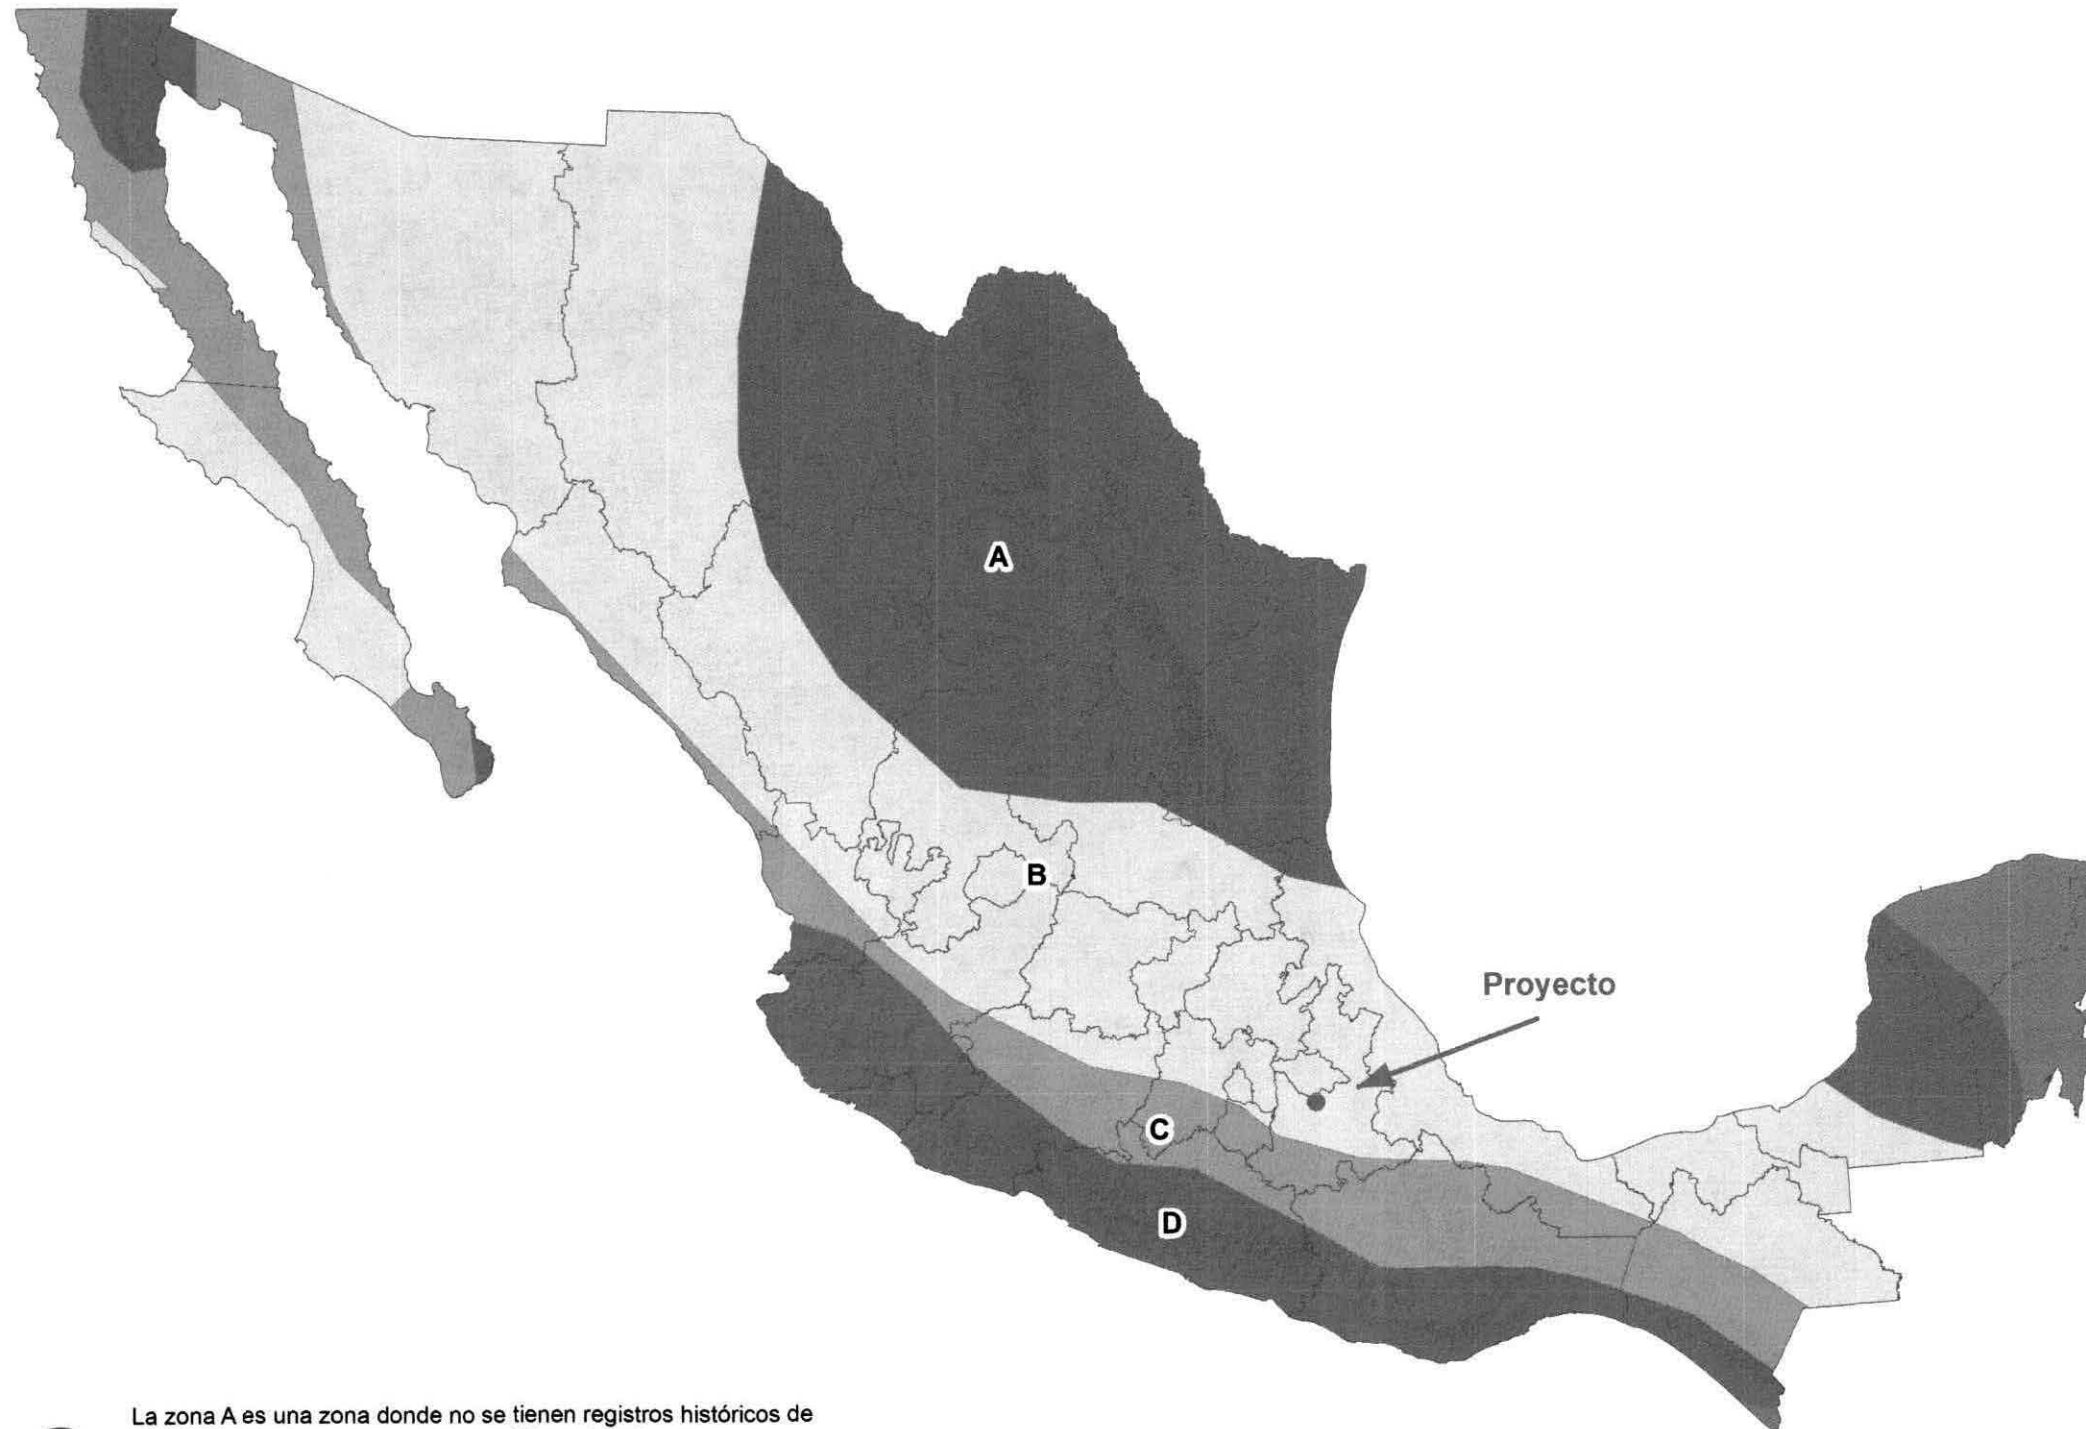 A
B
Proyecto
C
D
La zona A es una zona donde no se tienen registros históricos de